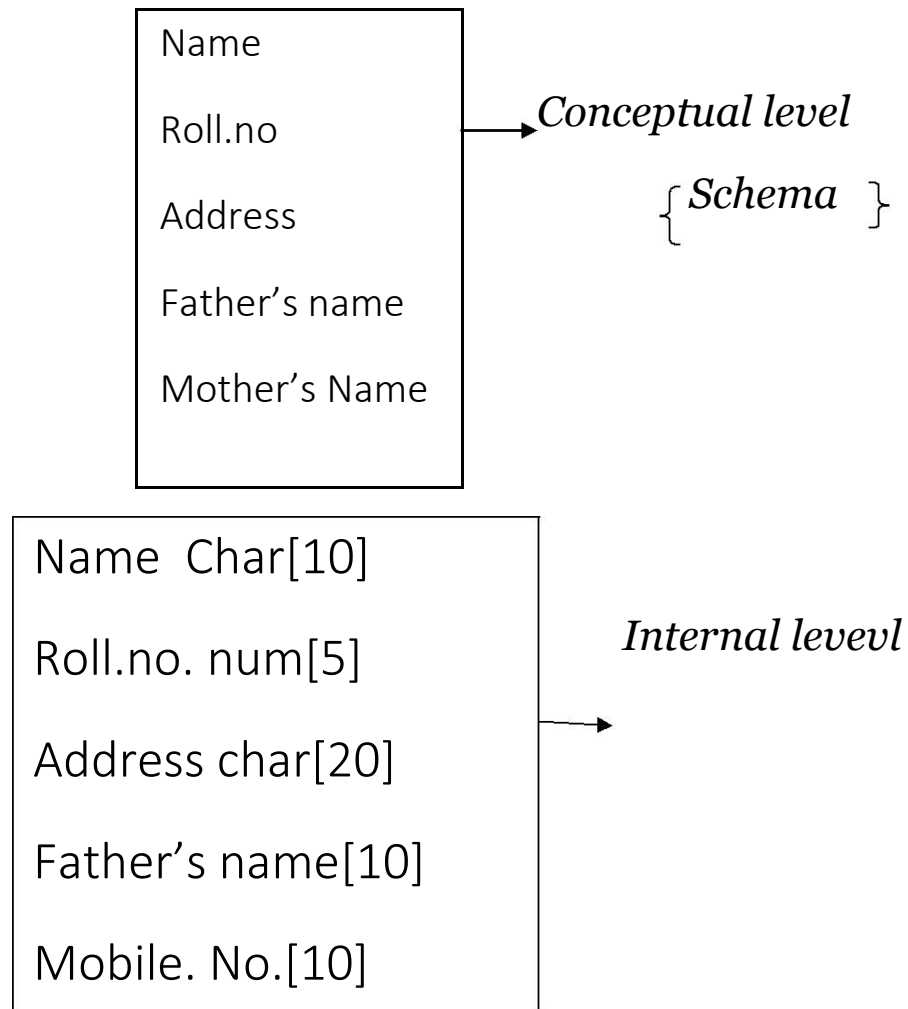 Name
Roll.no
Address
Father’s name
Mother’s Name
Conceptual level
{ Schema }
Name Char[10]
Roll.no. num[5]
Address char[20]
Father’s name[10]
Mobile. No.[10]
Internal levevl